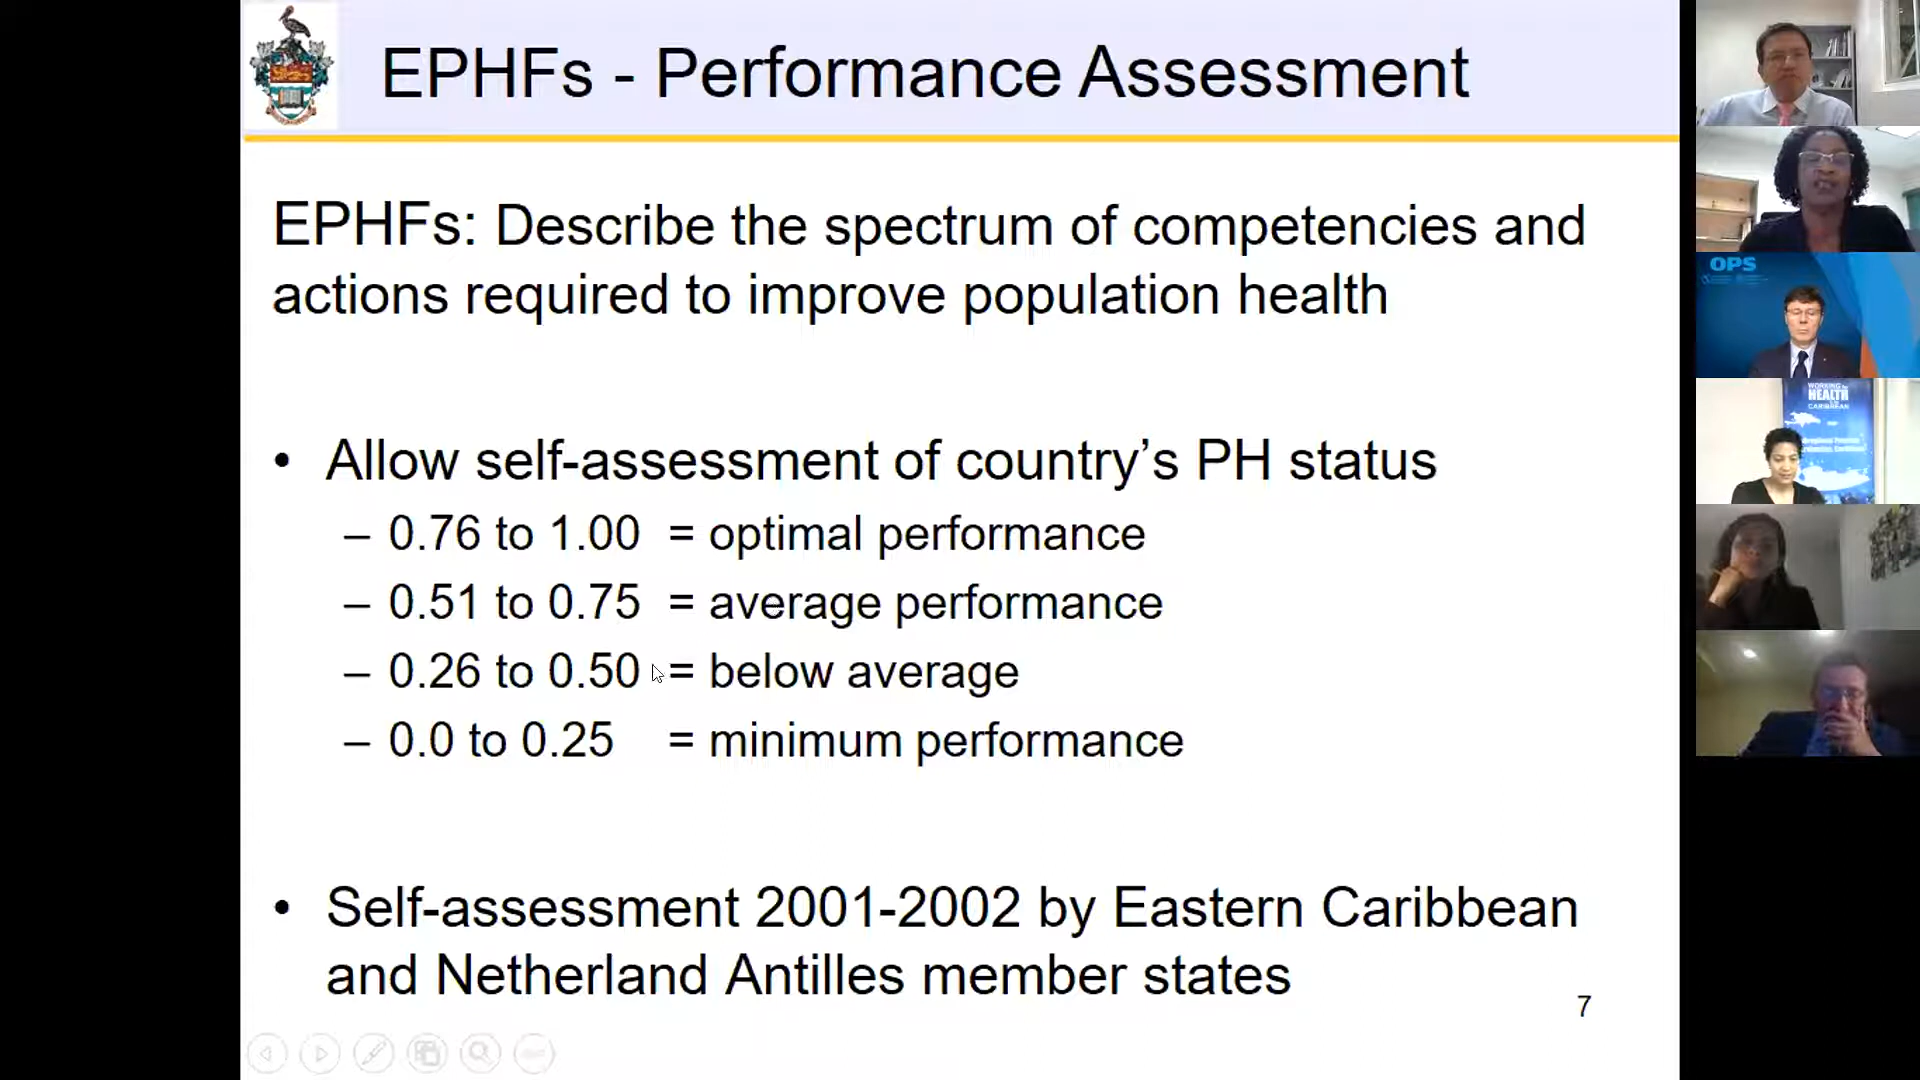 EPHFs - Performance Assessment
EPHFs: Describe the spectrum of competencies and
actions required to improve population health
• Allow self-assessment of country’s PH status
– 0.76 to 1.00 = optimal performance
– 0.51 to 0.75 = average performance
– 0.26 to 0.50 = below average
– 0.0 to 0.25 = minimum performance
• Self-assessment 2001-2002 by Eastern Caribbean
and Netherland Antilles member states
7
OPS
WORKING
HEALTH
CARIBBEAN